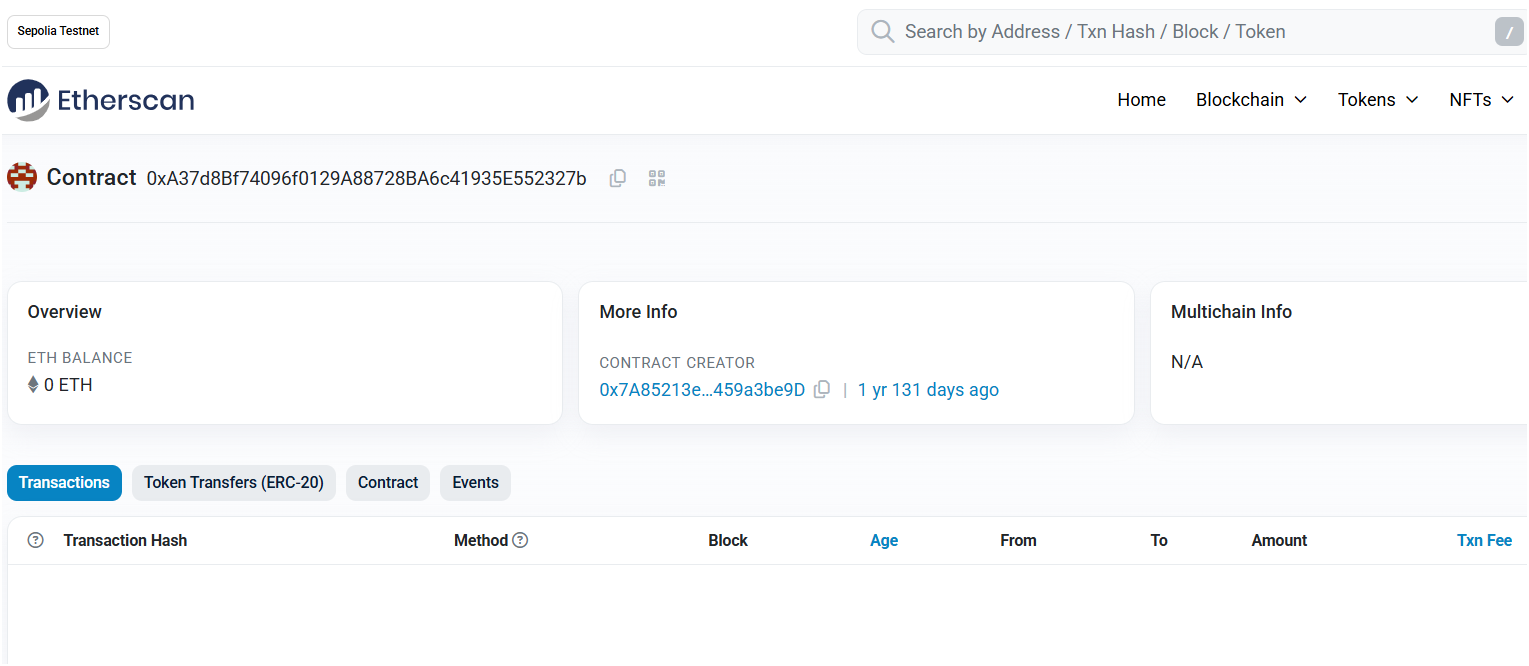 Sepolia Testnet
Search by Address / Txn Hash / Block / Token
/
Etherscan
Home Blockchain Tokens NFTs
Contract 0xA37d8Bf74096f0129A88728BA6c41935E552327b
Overview
ETH BALANCE
0 ETH
More Info
CONTRACT CREATOR
0x7A85213e...459a3be9D | 1 yr 131 days ago
Multichain Info
N/A
Transactions Token Transfers (ERC-20) Contract Events
? Transaction Hash Method ? Block Age From To Amount Txn Fee